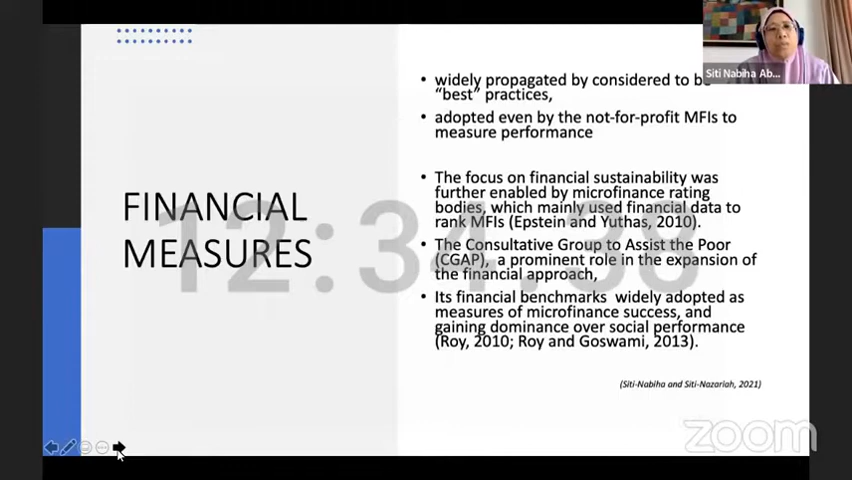 Siti Nabiha Ab...
• widely propagated by considered to be
“best” practices,
• adopted even by the not-for-profit MFIs to
measure performance
• The focus on financial sustainability was
further enabled by microfinance rating
bodies, which mainly used financial data to
rank MFIs (Epstein and Yuthas, 2010).
FINANCIAL
MEASURES
12:34:38
• The Consultative Group to Assist the Poor
(CGAP), a prominent role in the expansion of
the financial approach,
• Its financial benchmarks widely adopted as
measures of microfinance success, and
gaining dominance over social performance
(Roy, 2010; Roy and Goswami, 2013).
(Siti-Nabiha and Siti-Nazariah, 2021)
zoom